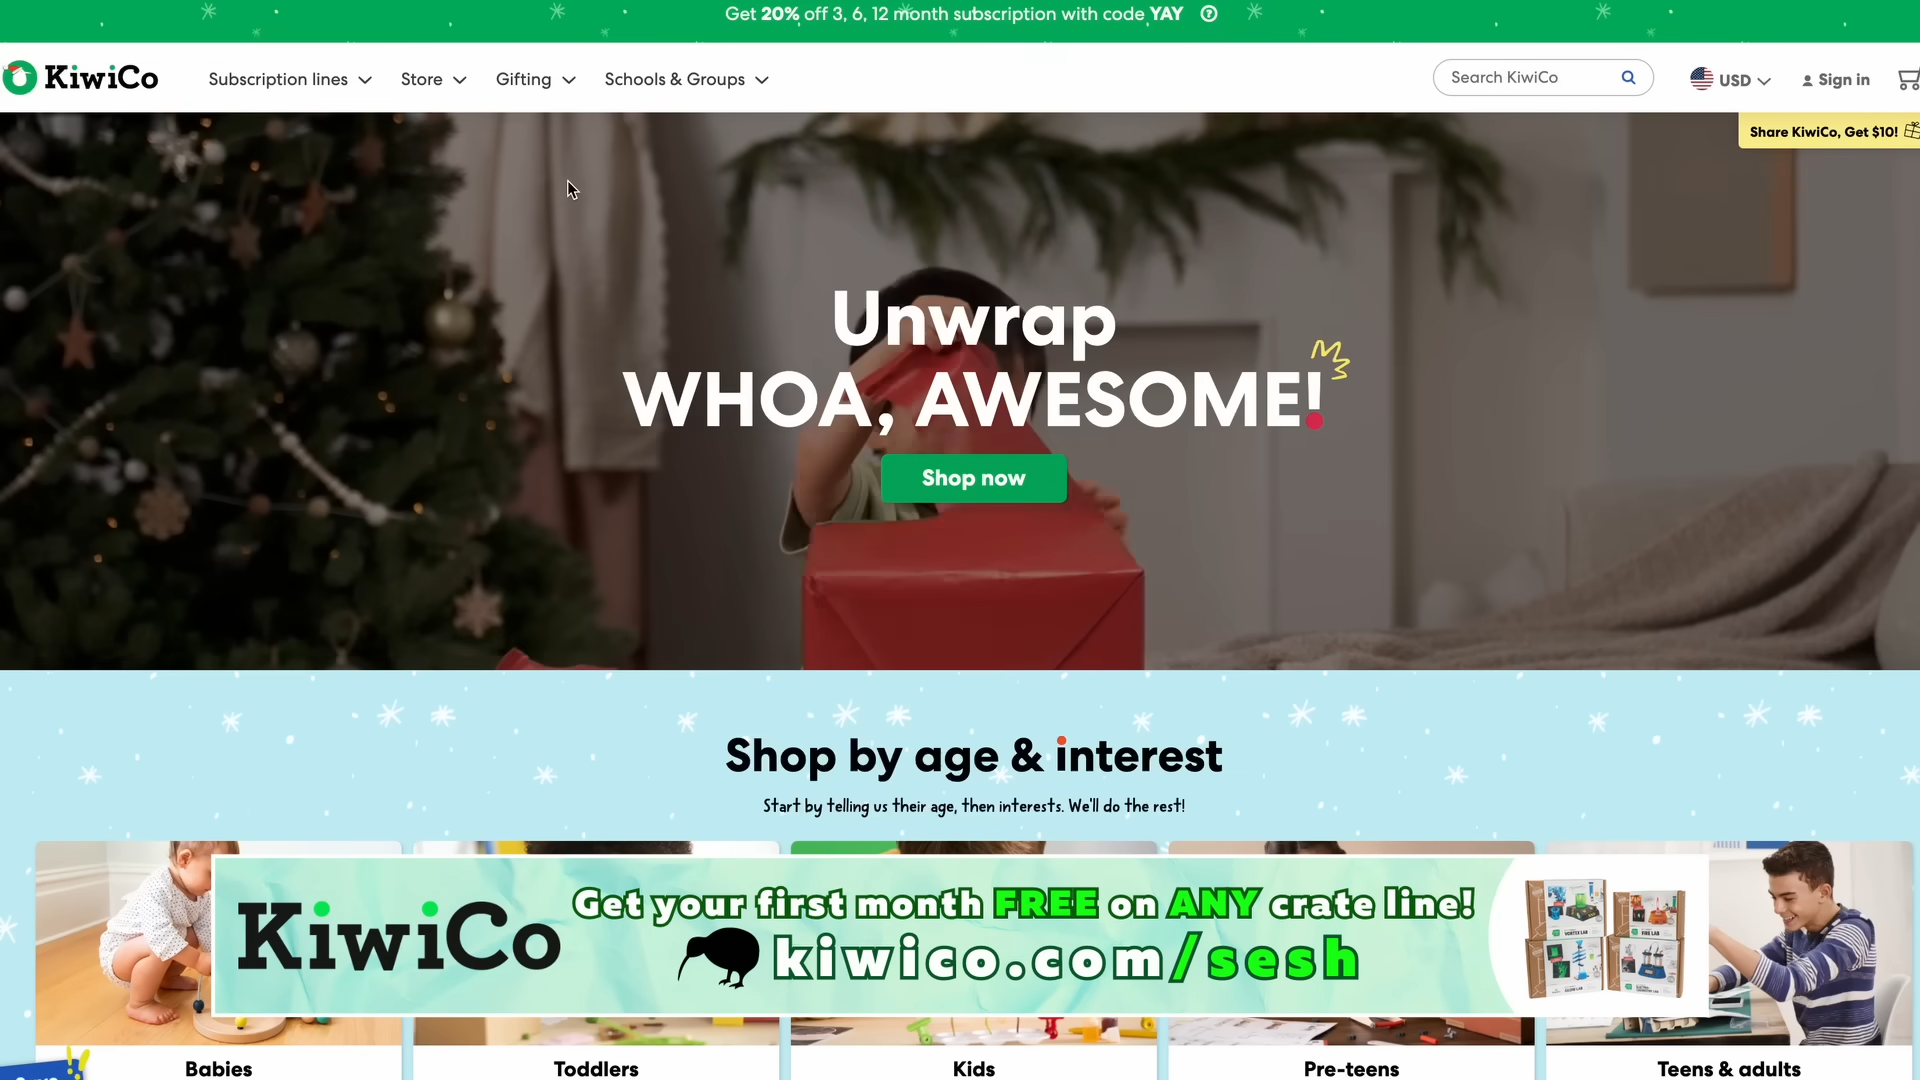 Get 20% off 3, 6, 12 month subscription with code YAY
KiwiCo
Subscription lines
Store
Gifting
Schools & Groups
Search KiwiCo
USD
Sign in
Share KiwiCo, Get $10!
Unwrap
WHOA, AWESOME!
Shop now
Shop by age & interest
Start by telling us their age, then interests. We'll do the rest!
KiwiCo
Get your first month FREE on ANY crate line!
kiwico.com/sesh
Babies
Toddlers
Kids
Pre-teens
Teens & adults